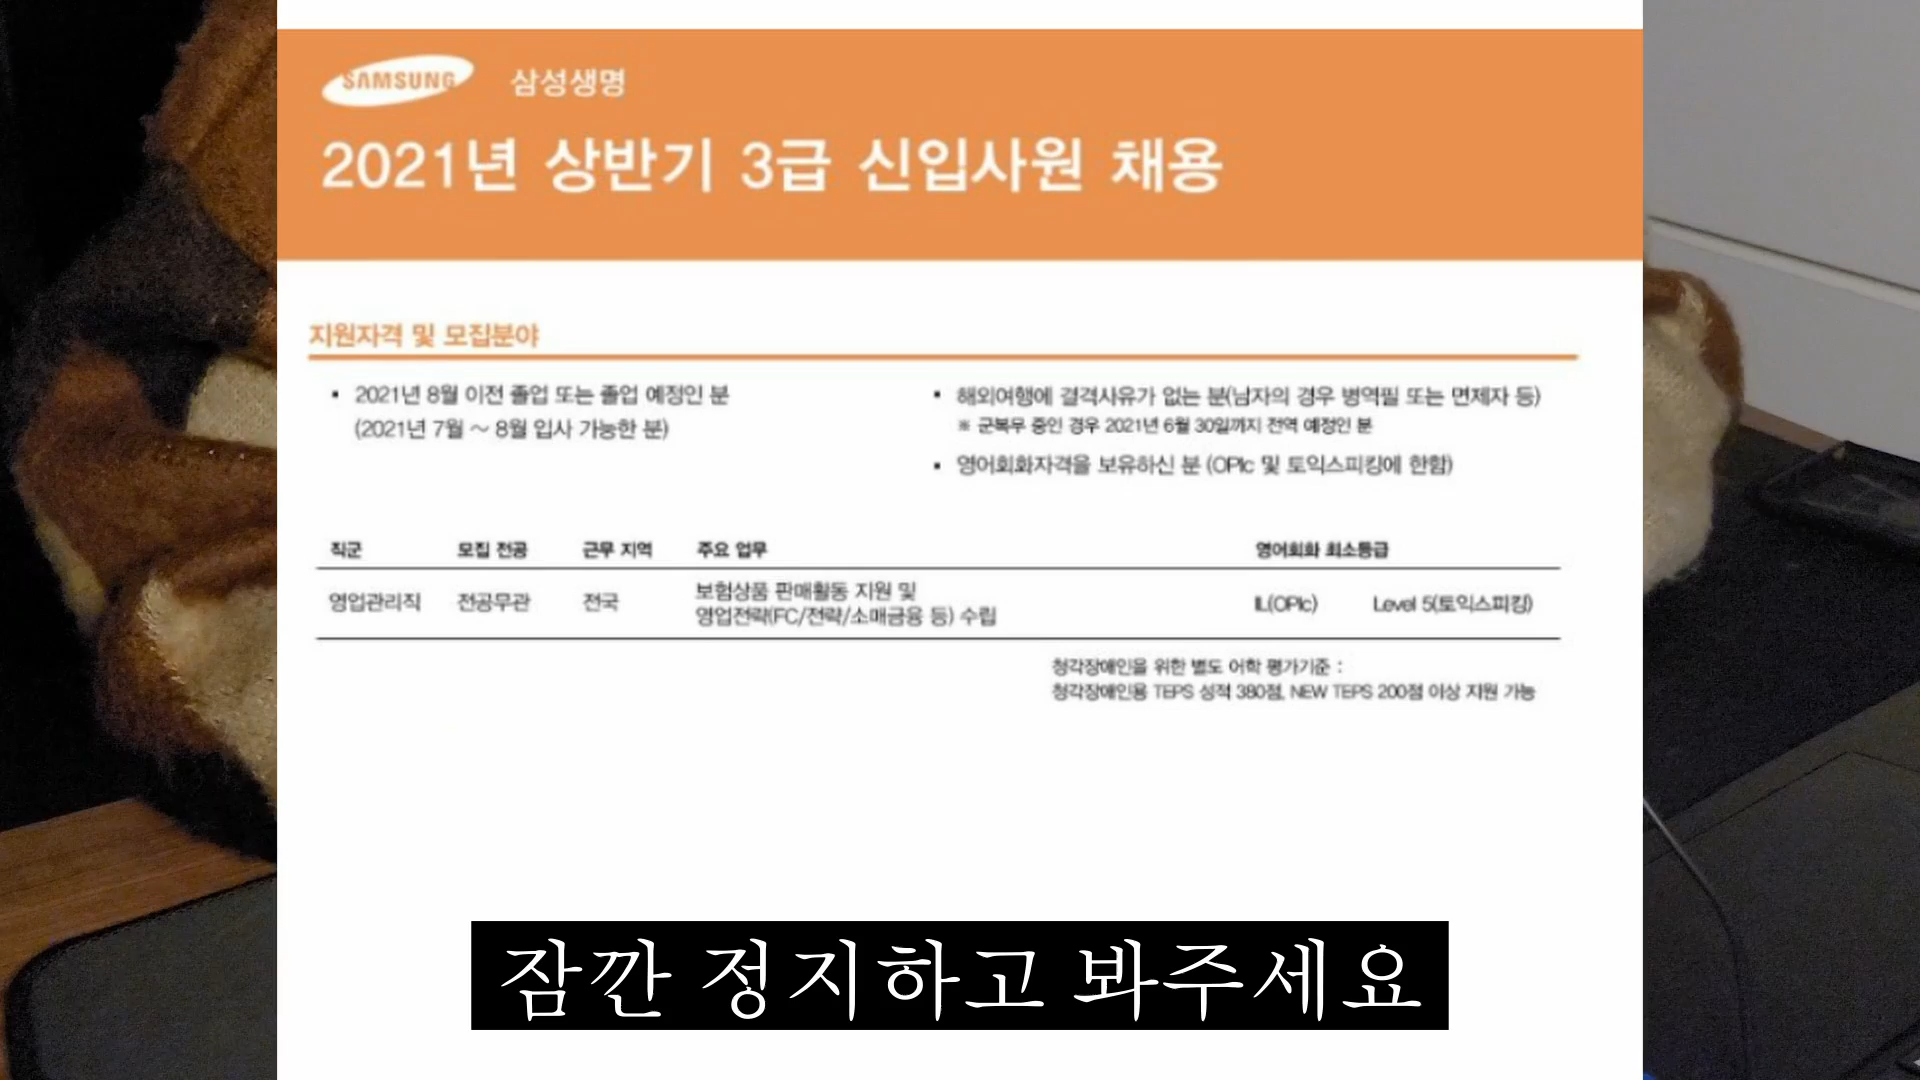 SAMSUNG 삼성생명
2021년 상반기 3급 신입사원 채용
지원자격 및 모집분야
▪ 2021년 8월 이전 졸업 또는 졸업 예정인 분
(2021년 7월 ~ 8월 입사 가능한 분)
▪ 해외여행에 결격사유가 없는 분(남자의 경우 병역필 또는 면제자 등)
※ 군복무 중인 경우 2021년 6월 30일까지 전역 예정인 분
▪ 영어회화자격을 보유하신 분 (OPIc 및 토익스피킹에 한함)
직군 모집 전공 근무 지역 주요 업무 영어회화 최소등급
영업관리직 전공무관 전국 보험상품 판매활동 지원 및
영업전략(FC/전략/소매금융 등) 수립
IL(OPIc) Level 5(토익스피킹)
청각장애인을 위한 별도 어학 평가기준 :
청각장애인용 TEPS 성적 380점, NEW TEPS 200점 이상 지원 가능
잠깐 정지하고 봐주세요